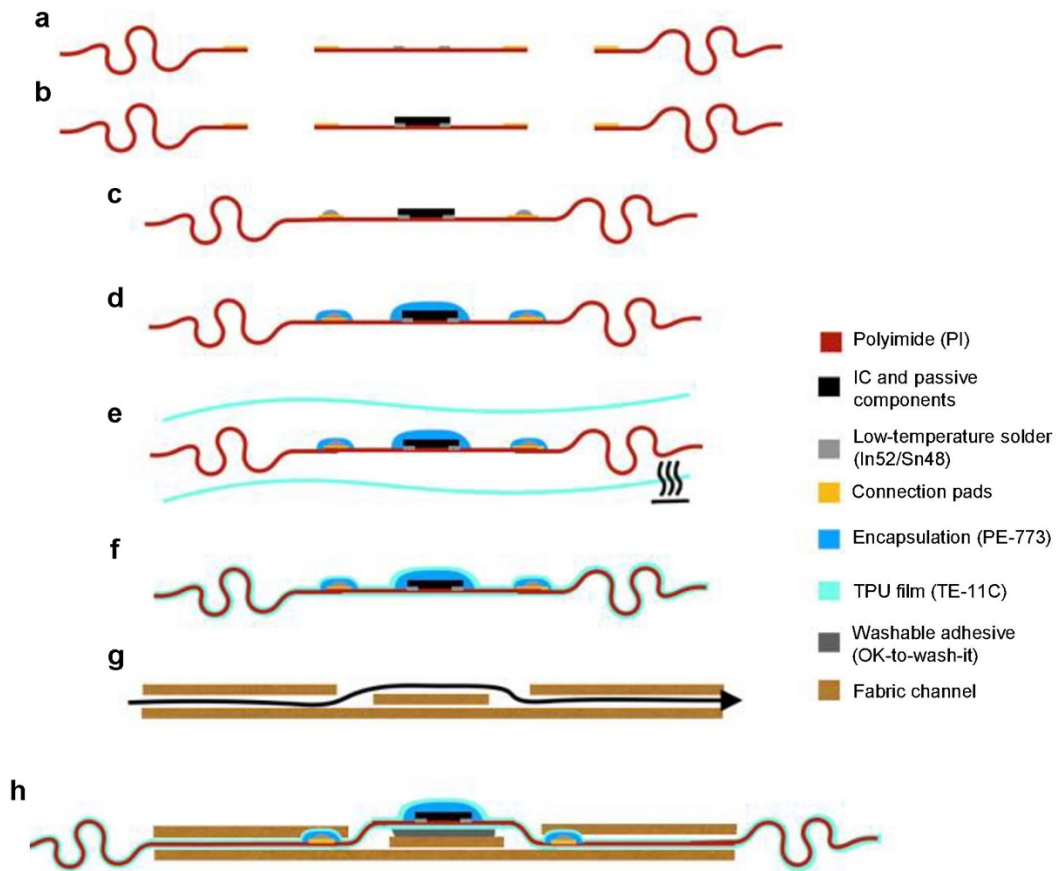 a
b
c
d
e
f
g
h
Polyimide (PI)
IC and passive
components
Low-temperature solder
(In52/Sn48)
Connection pads
Encapsulation (PE-773)
TPU film (TE-11C)
Washable adhesive
(OK-to-wash-it)
Fabric channel